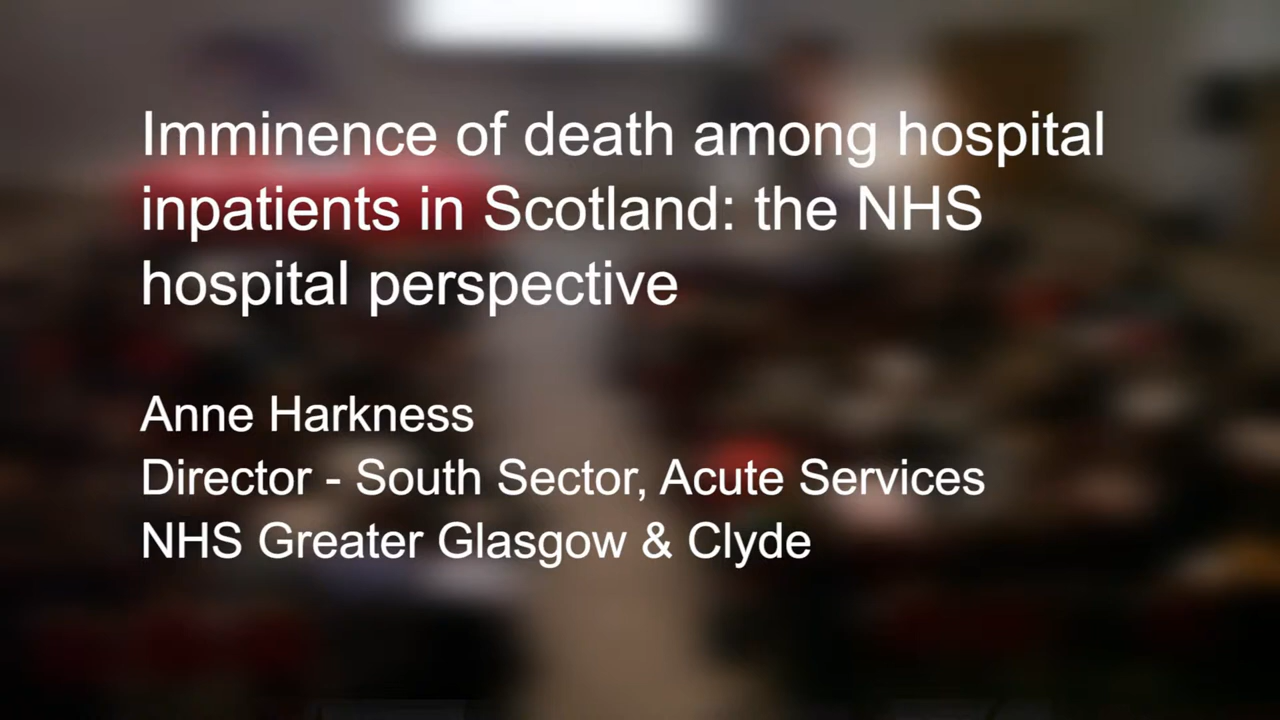 Imminence of death among hospital
inpatients in Scotland: the NHS
hospital perspective
Anne Harkness
Director - South Sector, Acute Services
NHS Greater Glasgow & Clyde